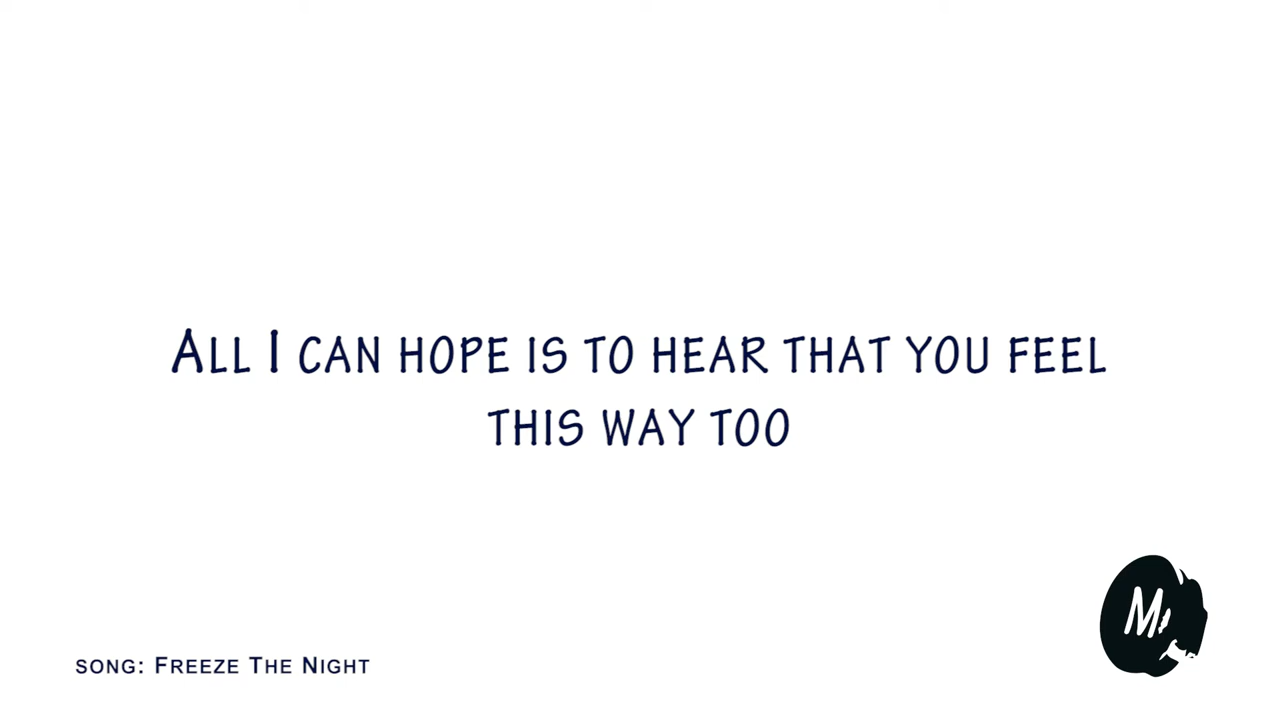 All I can hope is to hear that you feel
this way too
M
song: Freeze The Night